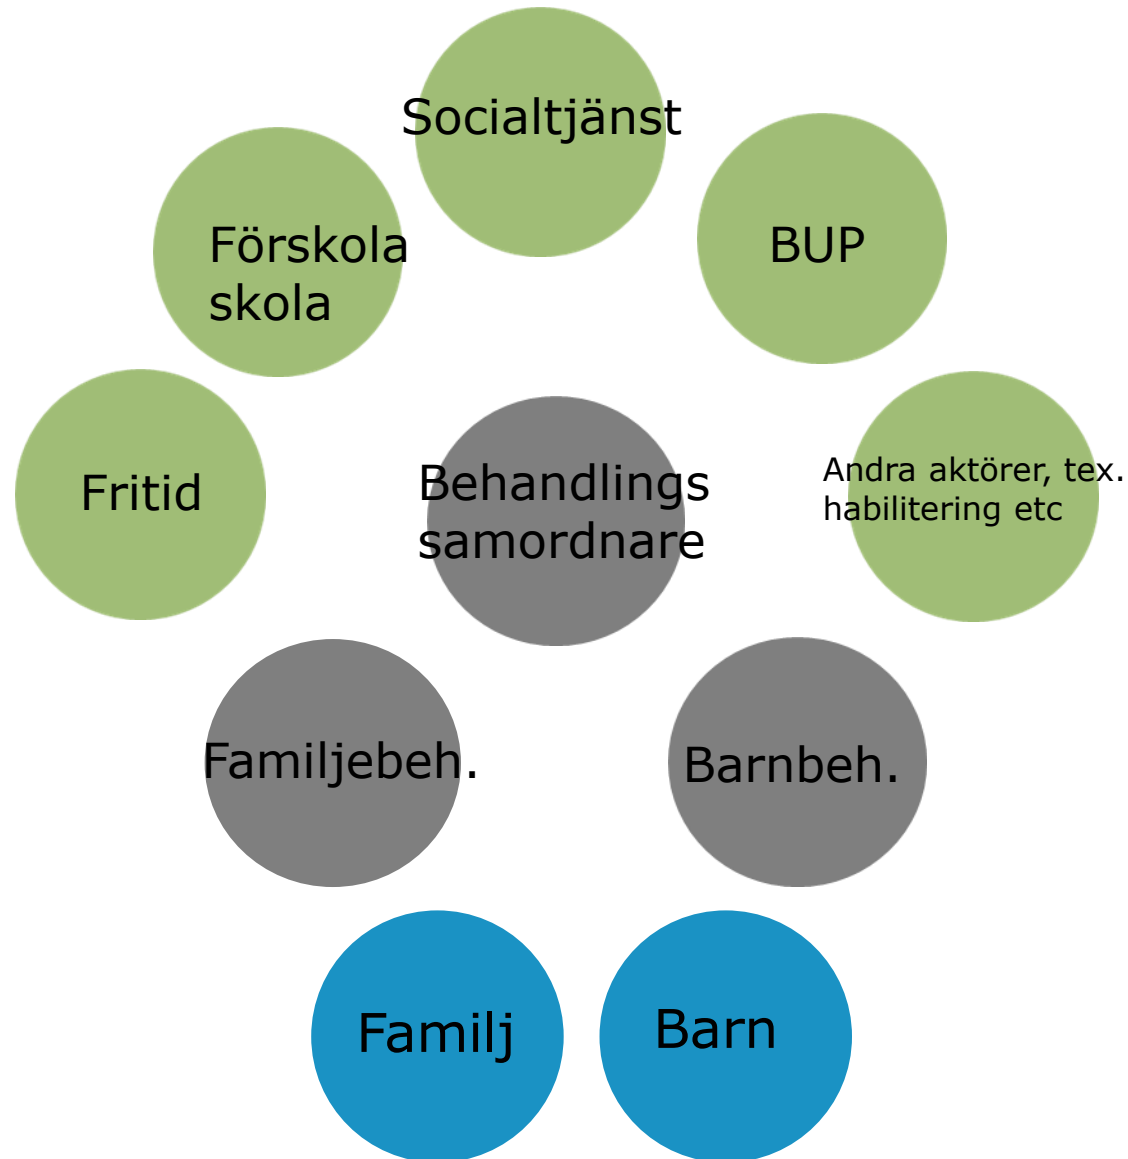 Socialtjänst
Förskola
skola
BUP
Fritid
Behandlings
samordnare
Andra aktörer, tex.
habilitering etc
Familjebeh.
Barnbeh.
Familj
Barn